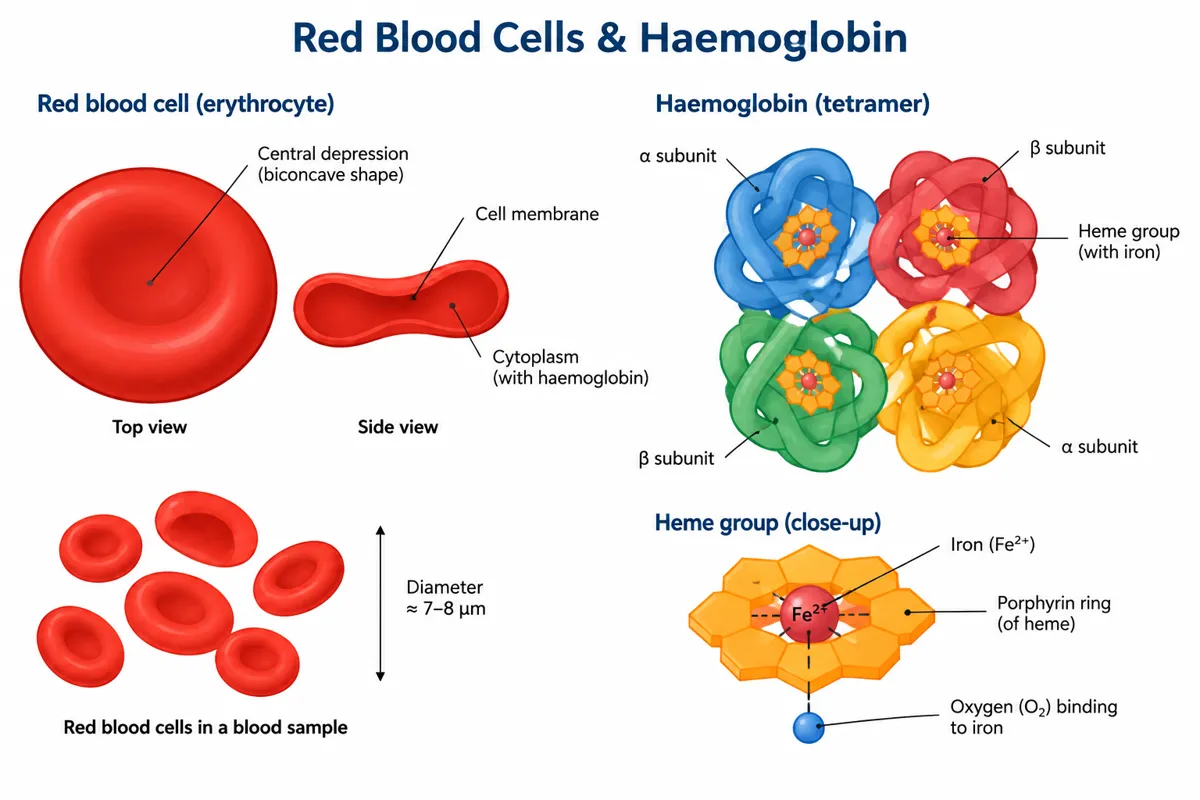 Red Blood Cells & Haemoglobin
Red blood cell (erythrocyte)
Central depression
(biconcave shape)
Cell membrane
Cytoplasm
(with haemoglobin)
Top view
Side view
Diameter
≈ 7–8 μm
Red blood cells in a blood sample
Haemoglobin (tetramer)
α subunit
β subunit
Heme group
(with iron)
β subunit
α subunit
Heme group (close-up)
Iron (Fe²⁺)
Fe²⁺
Porphyrin ring
(of heme)
Oxygen (O₂) binding
to iron